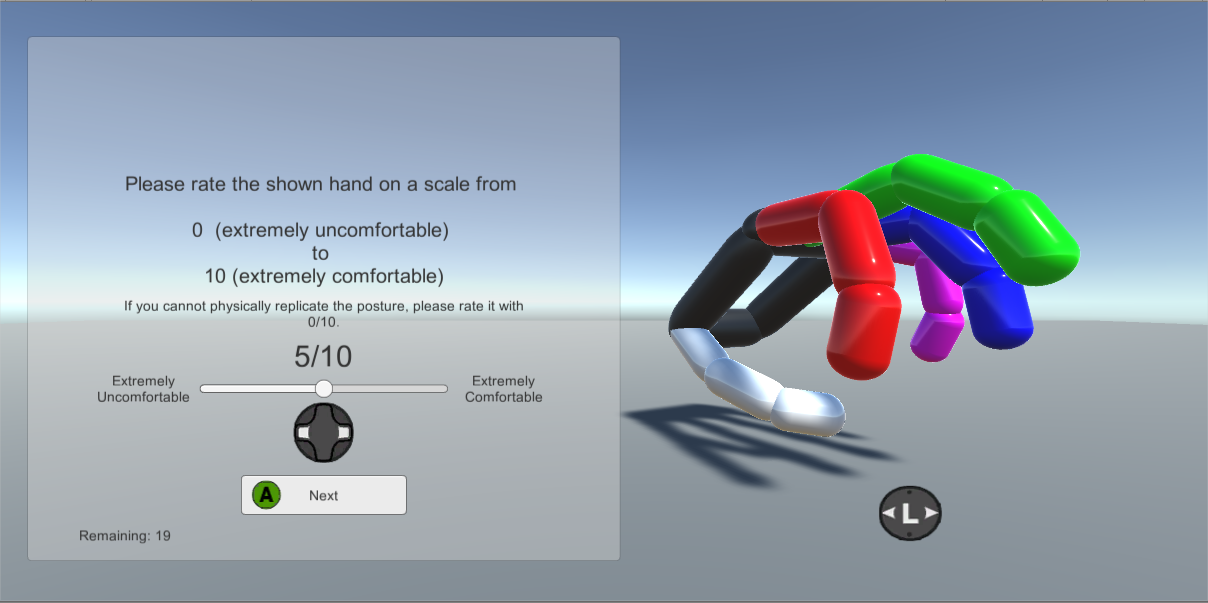 Please rate the shown hand on a scale from
0 (extremely uncomfortable)
to
10 (extremely comfortable)
If you cannot physically replicate the posture, please rate it with
0/10.
5/10
Extremely
Uncomfortable
Extremely
Comfortable
A Next
Remaining: 19
L